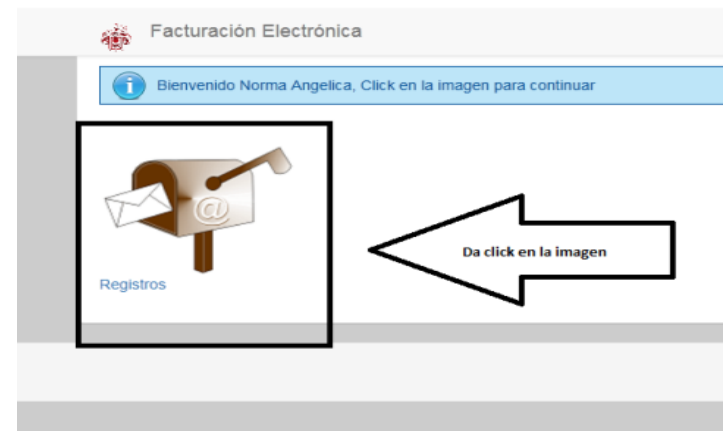 Facturación Electrónica
Bienvenido Norma Angelica, Click en la imagen para continuar
@
Da click en la imagen
Registros